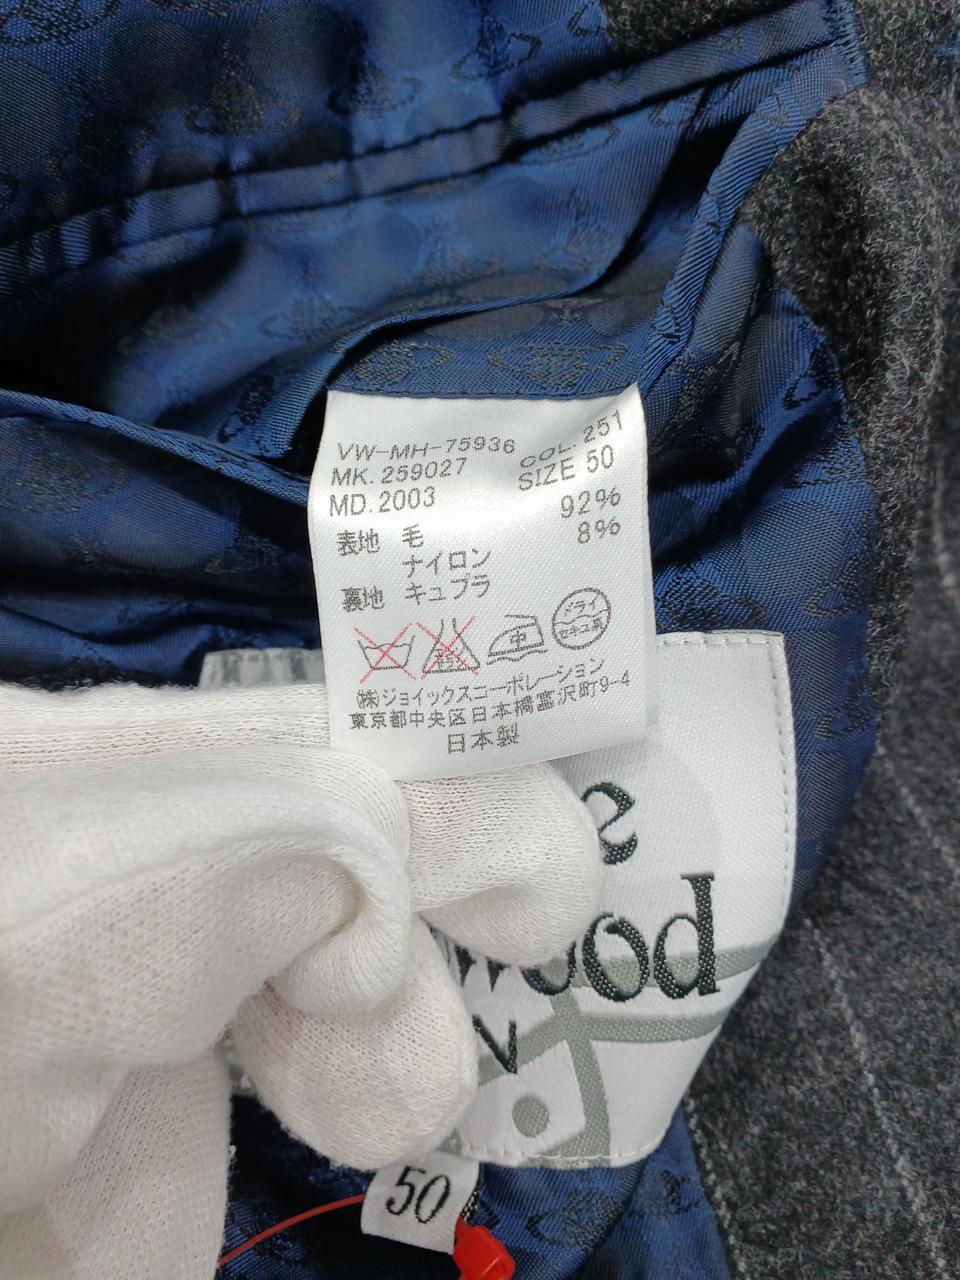 VW-MH-75936 COL. 251
MK. 259027 SIZE 50
MD. 2003
表地 毛 92%
ナイロン 8%
裏地 キュプラ
ドライ
セキユ系
(株)ジョイックスコーポレーション
東京都中央区日本橋富沢町9-4
日本製
e
wood
N
50